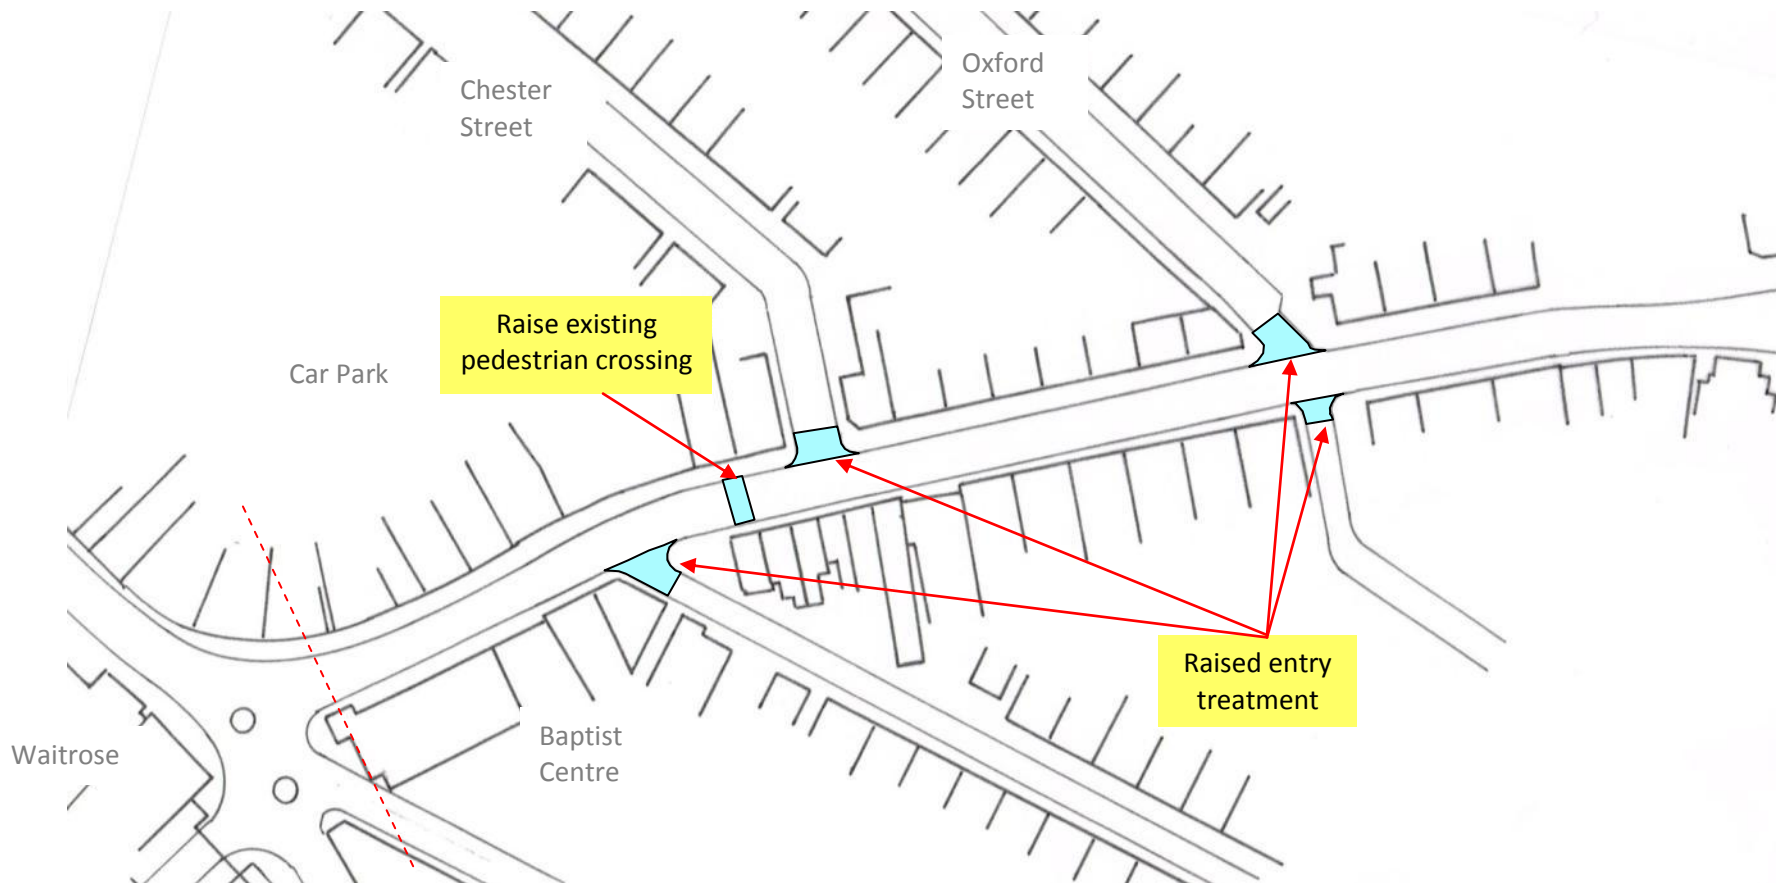 Oxford
Street
Chester
Street
Raise existing
pedestrian crossing
Car Park
Raised entry
treatment
Baptist
Centre
Waitrose